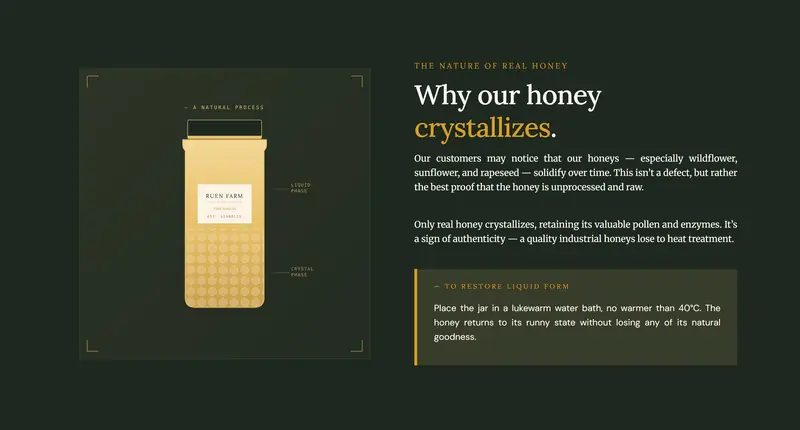 — A NATURAL PROCESS
RUEN FARM
LIQUID
PHASE
CRYSTAL
PHASE
THE NATURE OF REAL HONEY
Why our honey
crystallizes.
Our customers may notice that our honeys — especially wildflower,
sunflower, and rapeseed — solidify over time. This isn't a defect, but rather
the best proof that the honey is unprocessed and raw.
Only real honey crystallizes, retaining its valuable pollen and enzymes. It's
a sign of authenticity — a quality industrial honeys lose to heat treatment.
— TO RESTORE LIQUID FORM
Place the jar in a lukewarm water bath, no warmer than 40°C. The
honey returns to its runny state without losing any of its natural
goodness.